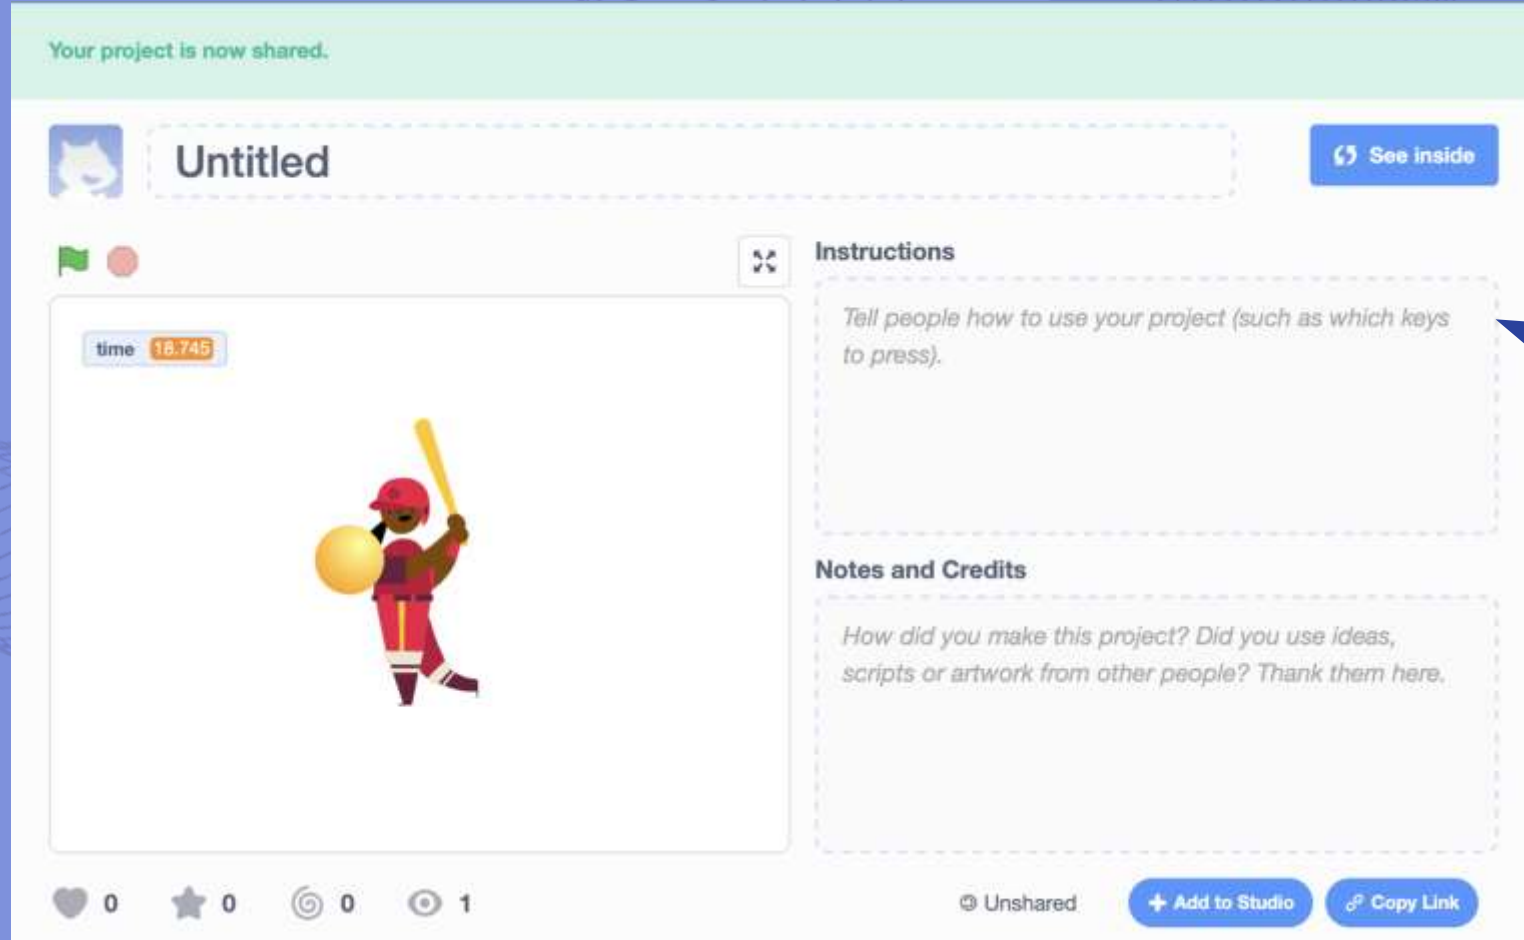 Your project is now shared.
Untitled
See inside
Instructions
Tell people how to use your project (such as which keys
to press).
time 18.745
Notes and Credits
How did you make this project? Did you use ideas,
scripts or artwork from other people? Thank them here.
0 0 0 1
Unshared
+ Add to Studio
Copy Link